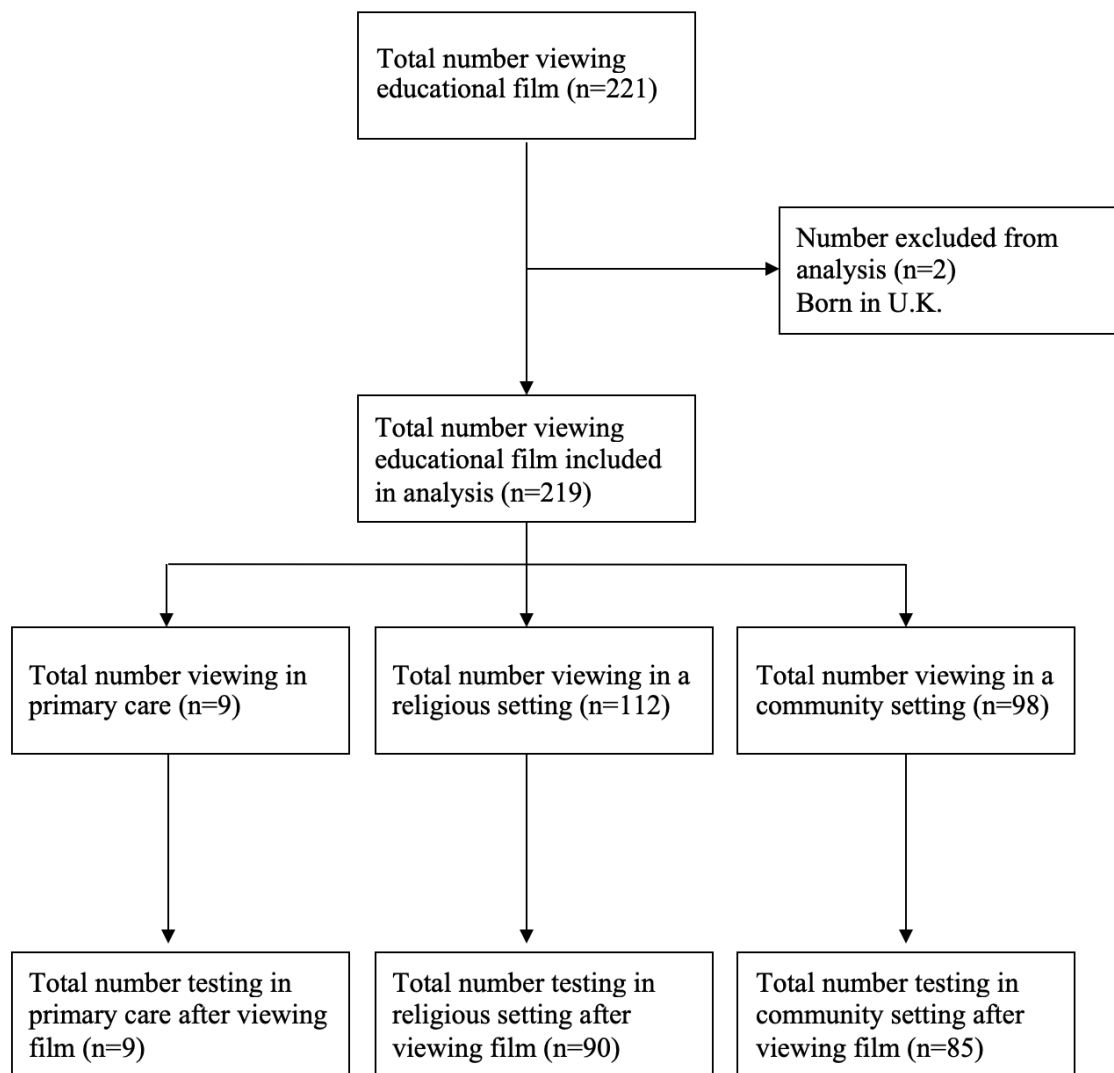 Total number viewing
educational film (n=221)
Number excluded from
analysis (n=2)
Born in U.K.
Total number viewing
educational film included
in analysis (n=219)
Total number viewing in
primary care (n=9)
Total number viewing in a
religious setting (n=112)
Total number viewing in a
community setting (n=98)
Total number testing in
primary care after viewing
film (n=9)
Total number testing in
religious setting after
viewing film (n=90)
Total number testing in
community setting after
viewing film (n=85)